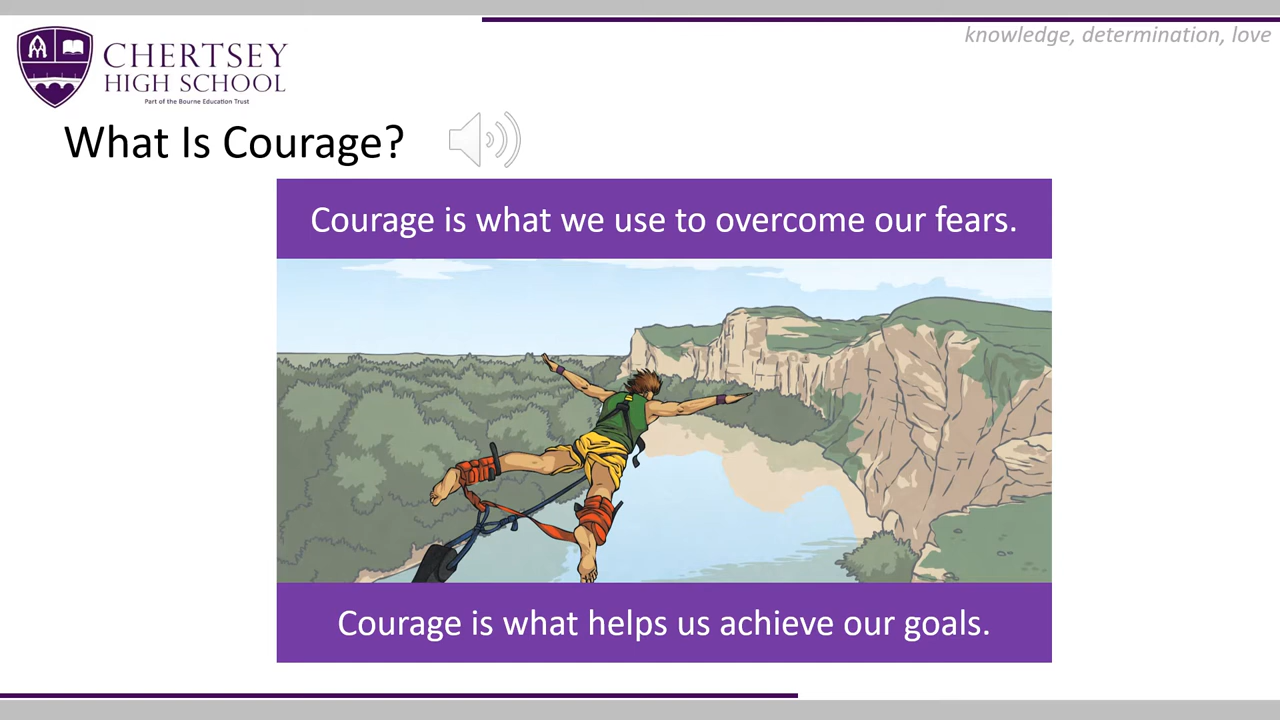 knowledge, determination, love
CHERTSEY
HIGH SCHOOL
Part of the Bourne Education Trust
What Is Courage?
Courage is what we use to overcome our fears.
Courage is what helps us achieve our goals.